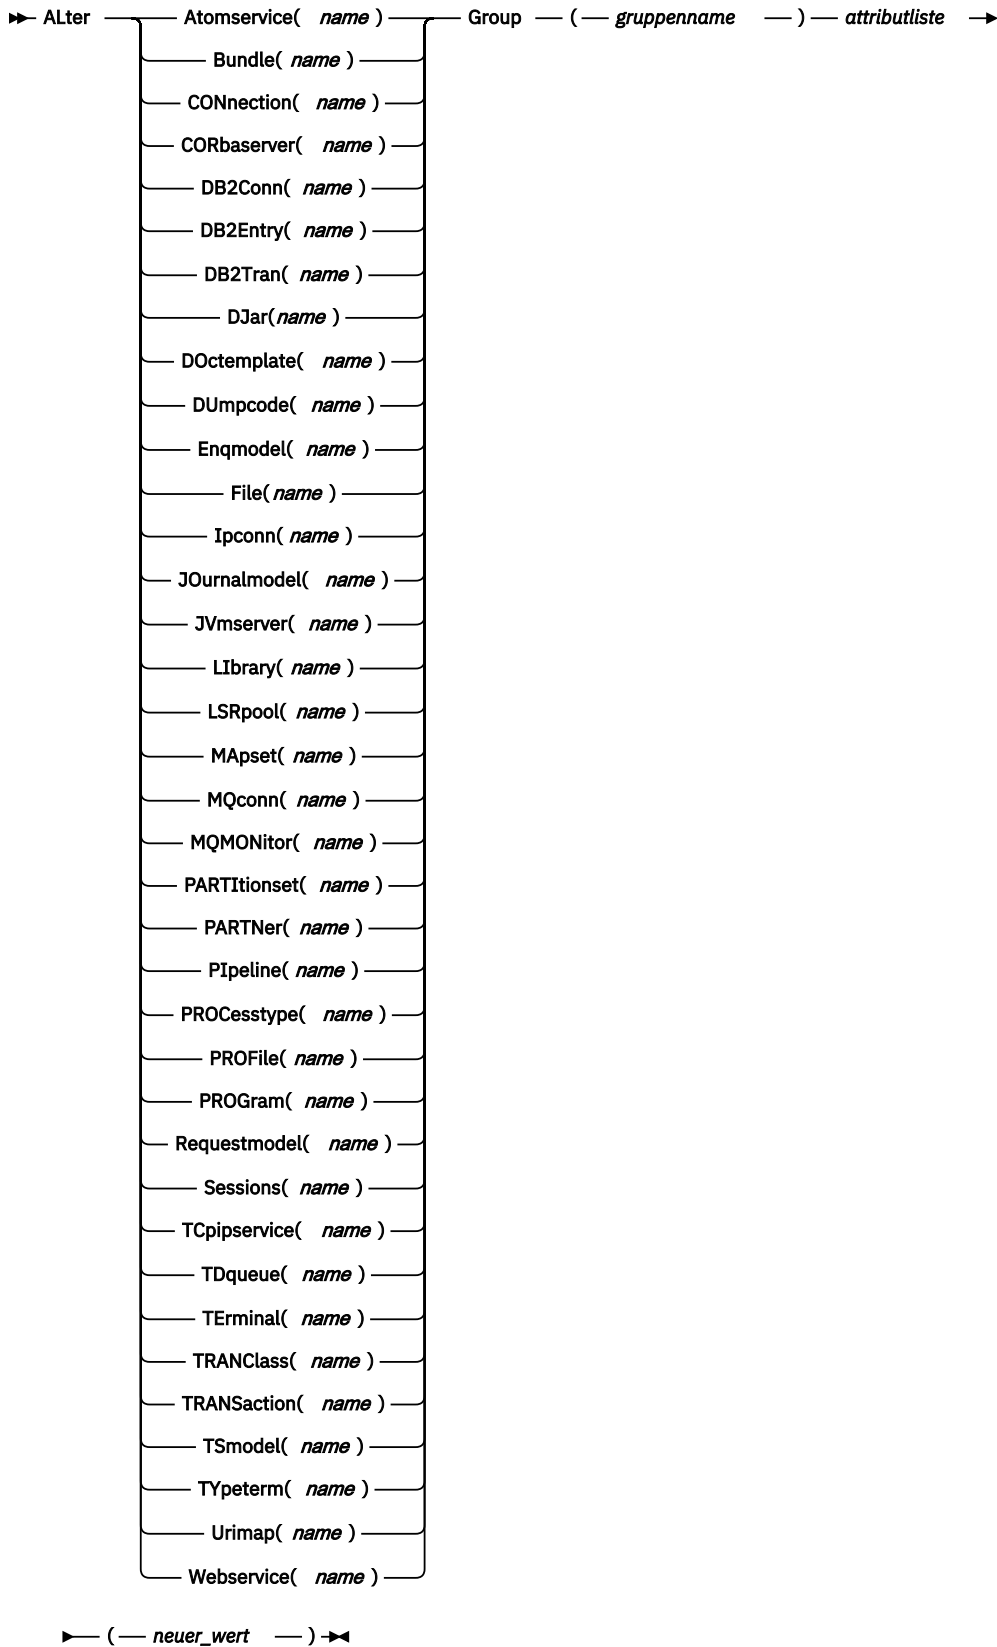 ALter Atomservice( name ) Group ( gruppenname ) attributliste
Bundle( name )
CONnection( name )
CORbaserver( name )
DB2Conn( name )
DB2Entry( name )
DB2Tran( name )
DJar(name )
DOctemplate( name )
DUmpcode( name )
Enqmodel( name )
File(name )
Ipconn( name )
JOurnalmodel( name )
JVmserver( name )
LIbrary( name )
LSRpool( name )
MApset( name )
MQconn( name )
MQMONitor( name )
PARTItionset( name )
PARTNer( name )
PIpeline( name )
PROCesstype( name )
PROFile( name )
PROGram( name )
Requestmodel( name )
Sessions( name )
TCpipservice( name )
TDqueue( name )
TErminal( name )
TRANClass( name )
TRANSaction( name )
TSmodel( name )
TYpeterm( name )
Urimap( name )
Webservice( name )
( neuer_wert )